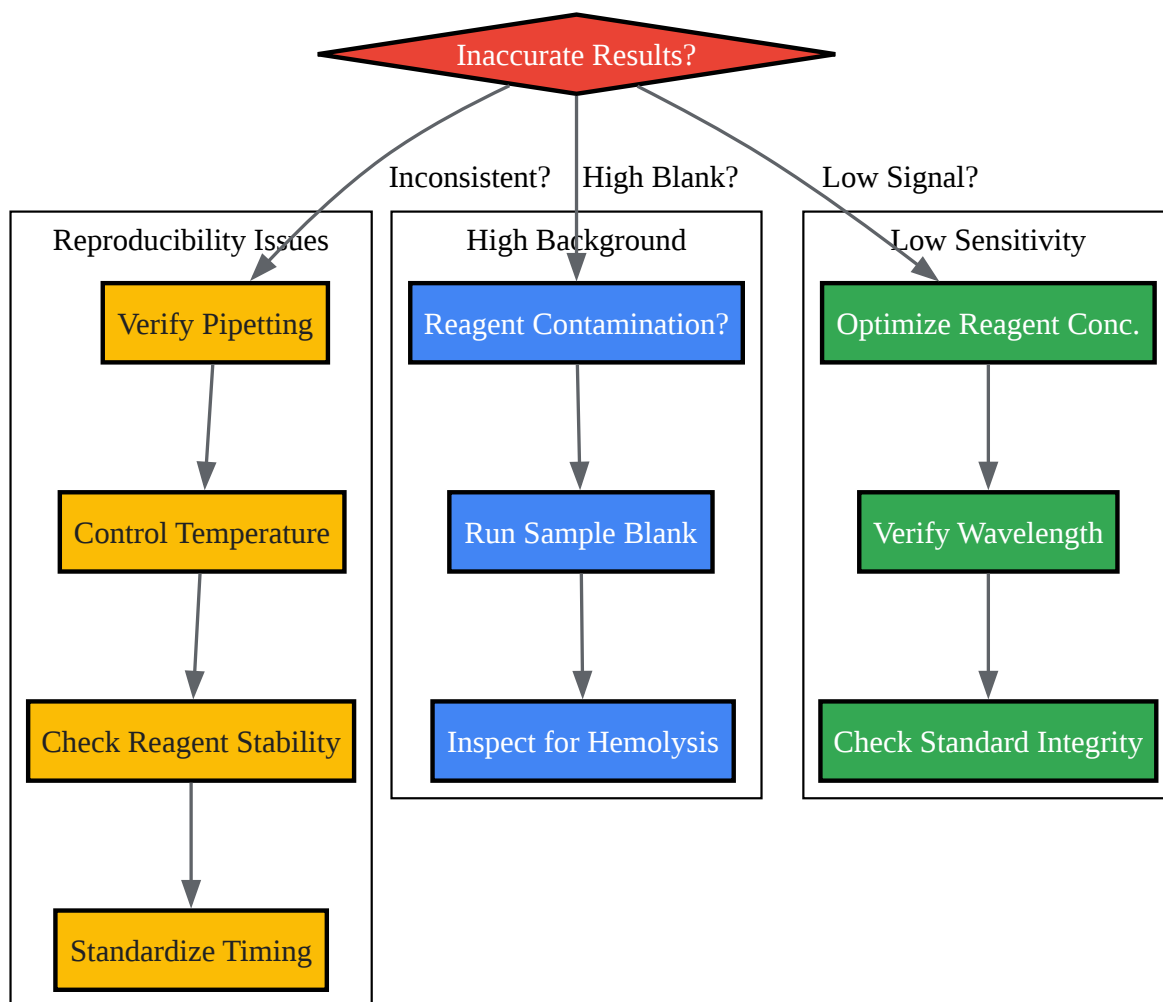 Inaccurate Results?
Inconsistent?
High Blank?
Low Signal?
Reproducibility Issues
Verify Pipetting
Control Temperature
Check Reagent Stability
Standardize Timing
High Background
Reagent Contamination?
Run Sample Blank
Inspect for Hemolysis
Low Sensitivity
Optimize Reagent Conc.
Verify Wavelength
Check Standard Integrity